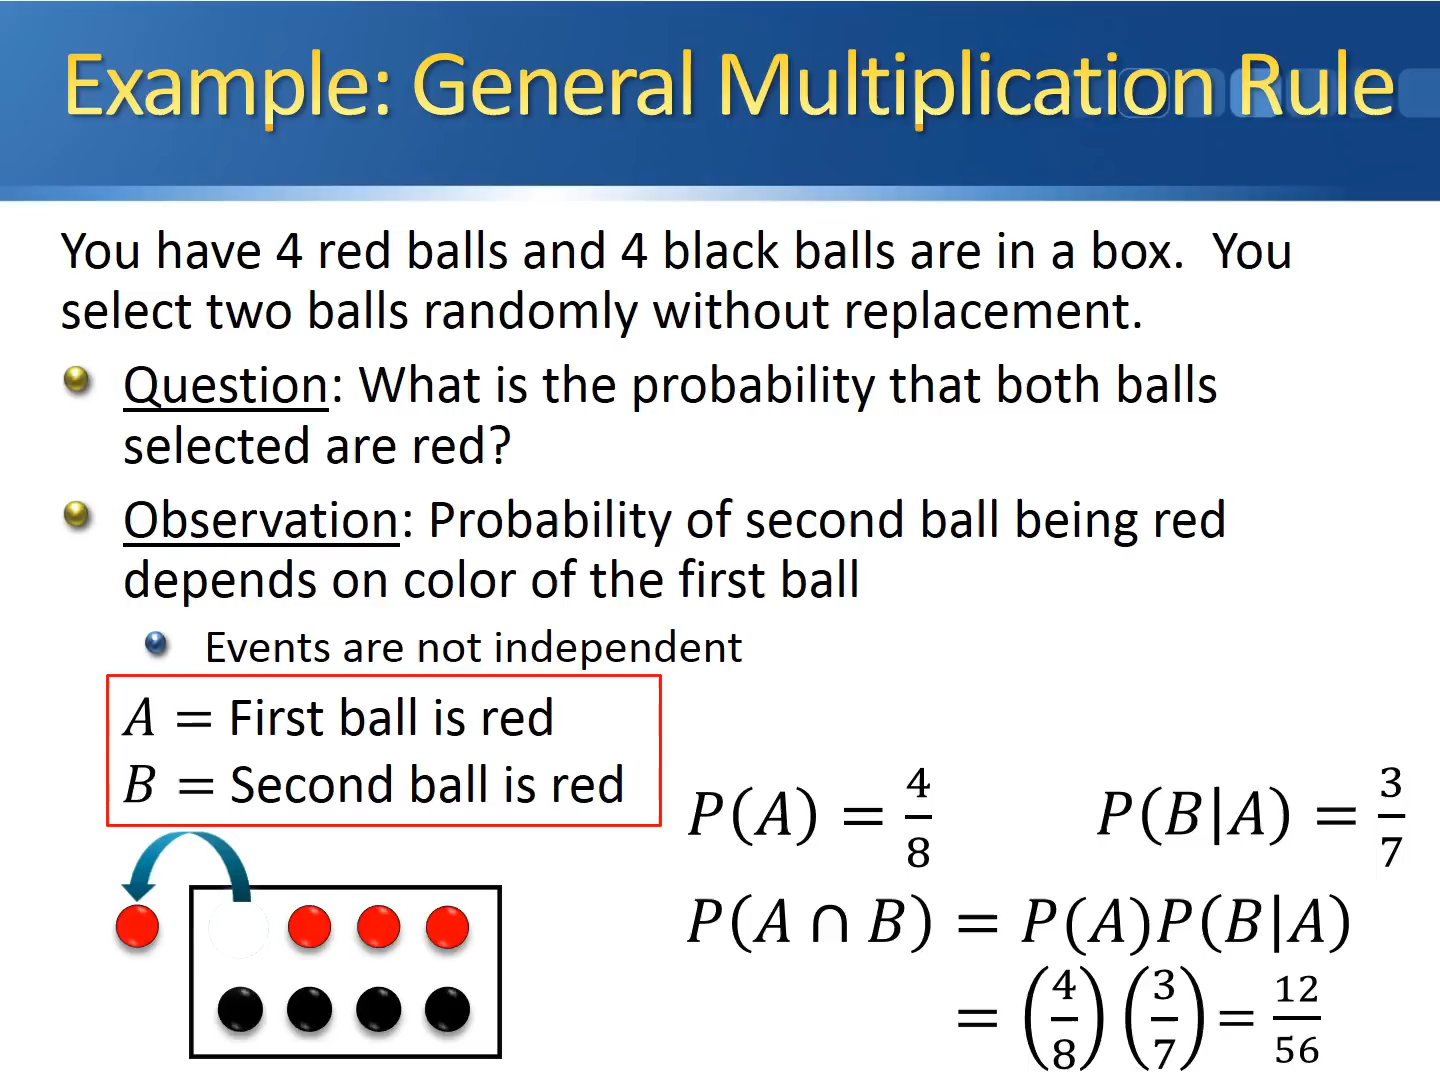 Example: General Multiplication Rule
You have 4 red balls and 4 black balls are in a box. You
select two balls randomly without replacement.
Question: What is the probability that both balls
selected are red?
Observation: Probability of second ball being red
depends on color of the first ball
Events are not independent
A = First ball is red
B = Second ball is red
P(A) = 4/8
P(B|A) = 3/7
P(A ∩ B) = P(A)P(B|A)
= (4/8)(3/7) = 12/56